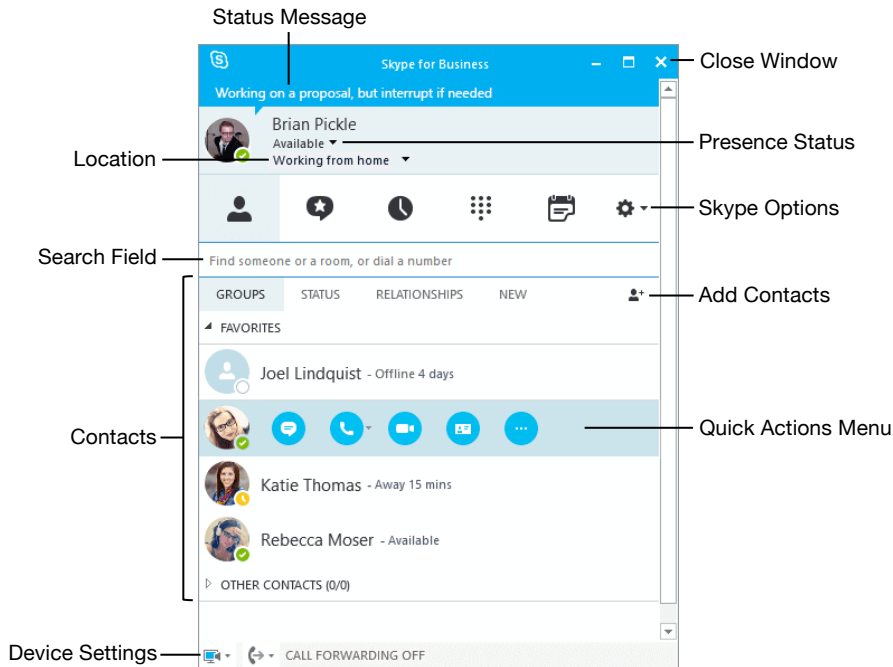 Status Message
Skype for Business
Close Window
Working on a proposal, but interrupt if needed
Brian Pickle
Available
Presence Status
Location
Working from home
Skype Options
Search Field
Find someone or a room, or dial a number
GROUPS STATUS RELATIONSHIPS NEW
Add Contacts
FAVORITES
Joel Lindquist - Offline 4 days
Contacts
Quick Actions Menu
Katie Thomas - Away 15 mins
Rebecca Moser - Available
OTHER CONTACTS (0/0)
Device Settings
CALL FORWARDING OFF